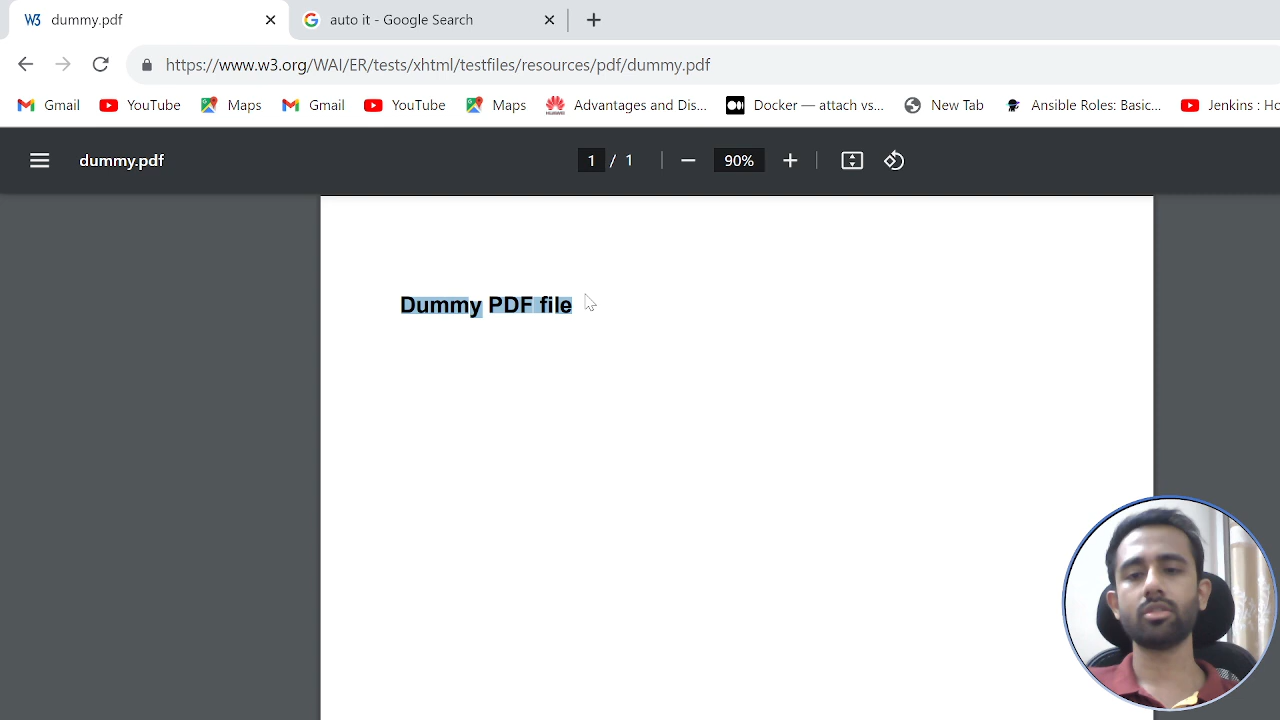 W3 dummy.pdf
auto it - Google Search
https://www.w3.org/WAI/ER/tests/xhtml/testfiles/resources/pdf/dummy.pdf
Gmail YouTube Maps Gmail YouTube Maps Advantages and Dis... Docker — attach vs... New Tab Ansible Roles: Basic... Jenkins : Ho
dummy.pdf 1 / 1 90%
Dummy PDF file